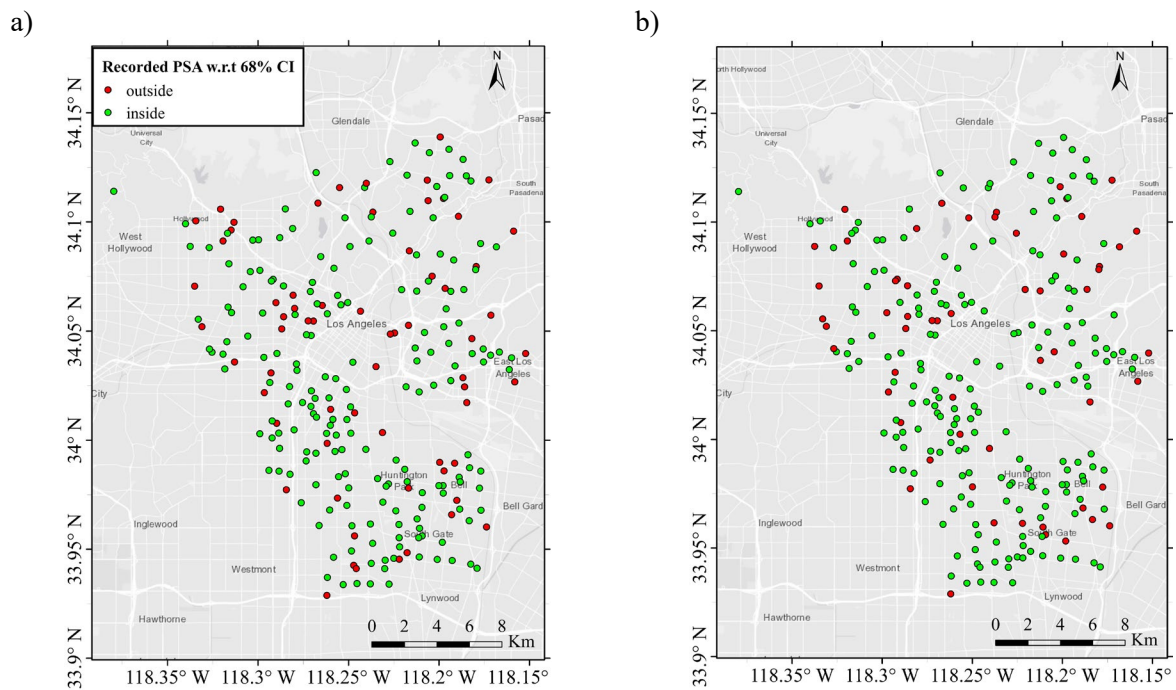 a)
Recorded PSA w.r.t 68% CI
outside
inside
N
34.15° N
34.1° N
34.05° N
34° N
33.95° N
33.9° N
Glendale
Pasad
Universal
City
South
Pasadena
Hollywood
West
Hollywood
Los Angeles
East Los
Angeles
City
Huntington
Park
Bell
Bell Gard
Inglewood
South Gate
Westmont
Lynwood
Hawthorne
0 2 4 6 8
Km
118.35° W 118.3° W 118.25° W 118.2° W 118.15° W
b)
N
34.15° N
34.1° N
34.05° N
34° N
33.95° N
33.9° N
orth Hollywood
Glendale
Pasa
Universal
City
South
Pasadena
Hollywood
West
Hollywood
Los Angeles
East Los
Angeles
City
Huntington
Park
Bell
Bell Gard
Inglewood
South Gate
Westmont
Lynwood
Hawthorne
0 2 4 6 8
Km
118.35° W 118.3° W 118.25° W 118.2° W 118.15° W